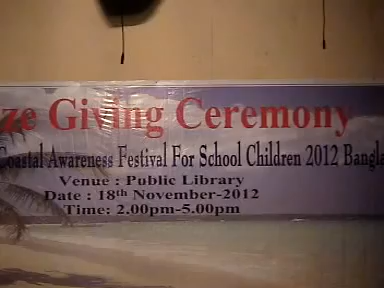 ze Giving Ceremony
Coastal Awareness Festival For School Children 2012 Bangla
Venue : Public Library
Date : 18th November-2012
Time: 2.00pm-5.00pm